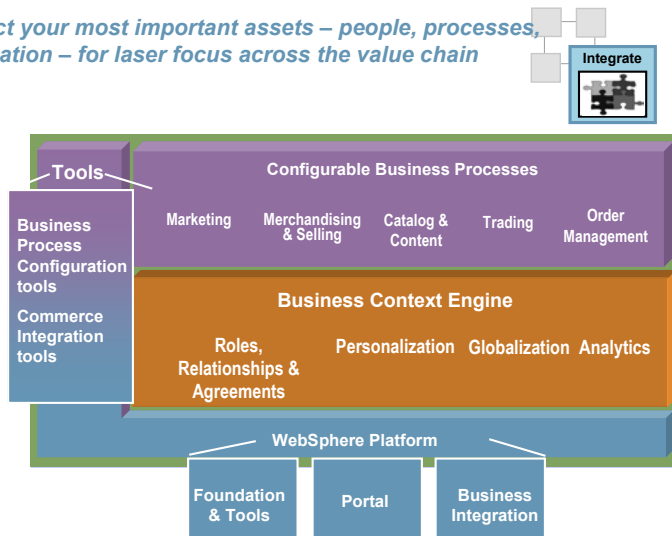 ct your most important assets – people, processes,
ation – for laser focus across the value chain
Integrate
Tools
Configurable Business Processes
Marketing
Merchandising
& Selling
Catalog &
Content
Trading
Order
Management
Business
Process
Configuration
tools
Commerce
Integration
tools
Business Context Engine
Roles,
Relationships &
Agreements
Personalization
Globalization
Analytics
WebSphere Platform
Foundation
& Tools
Portal
Business
Integration